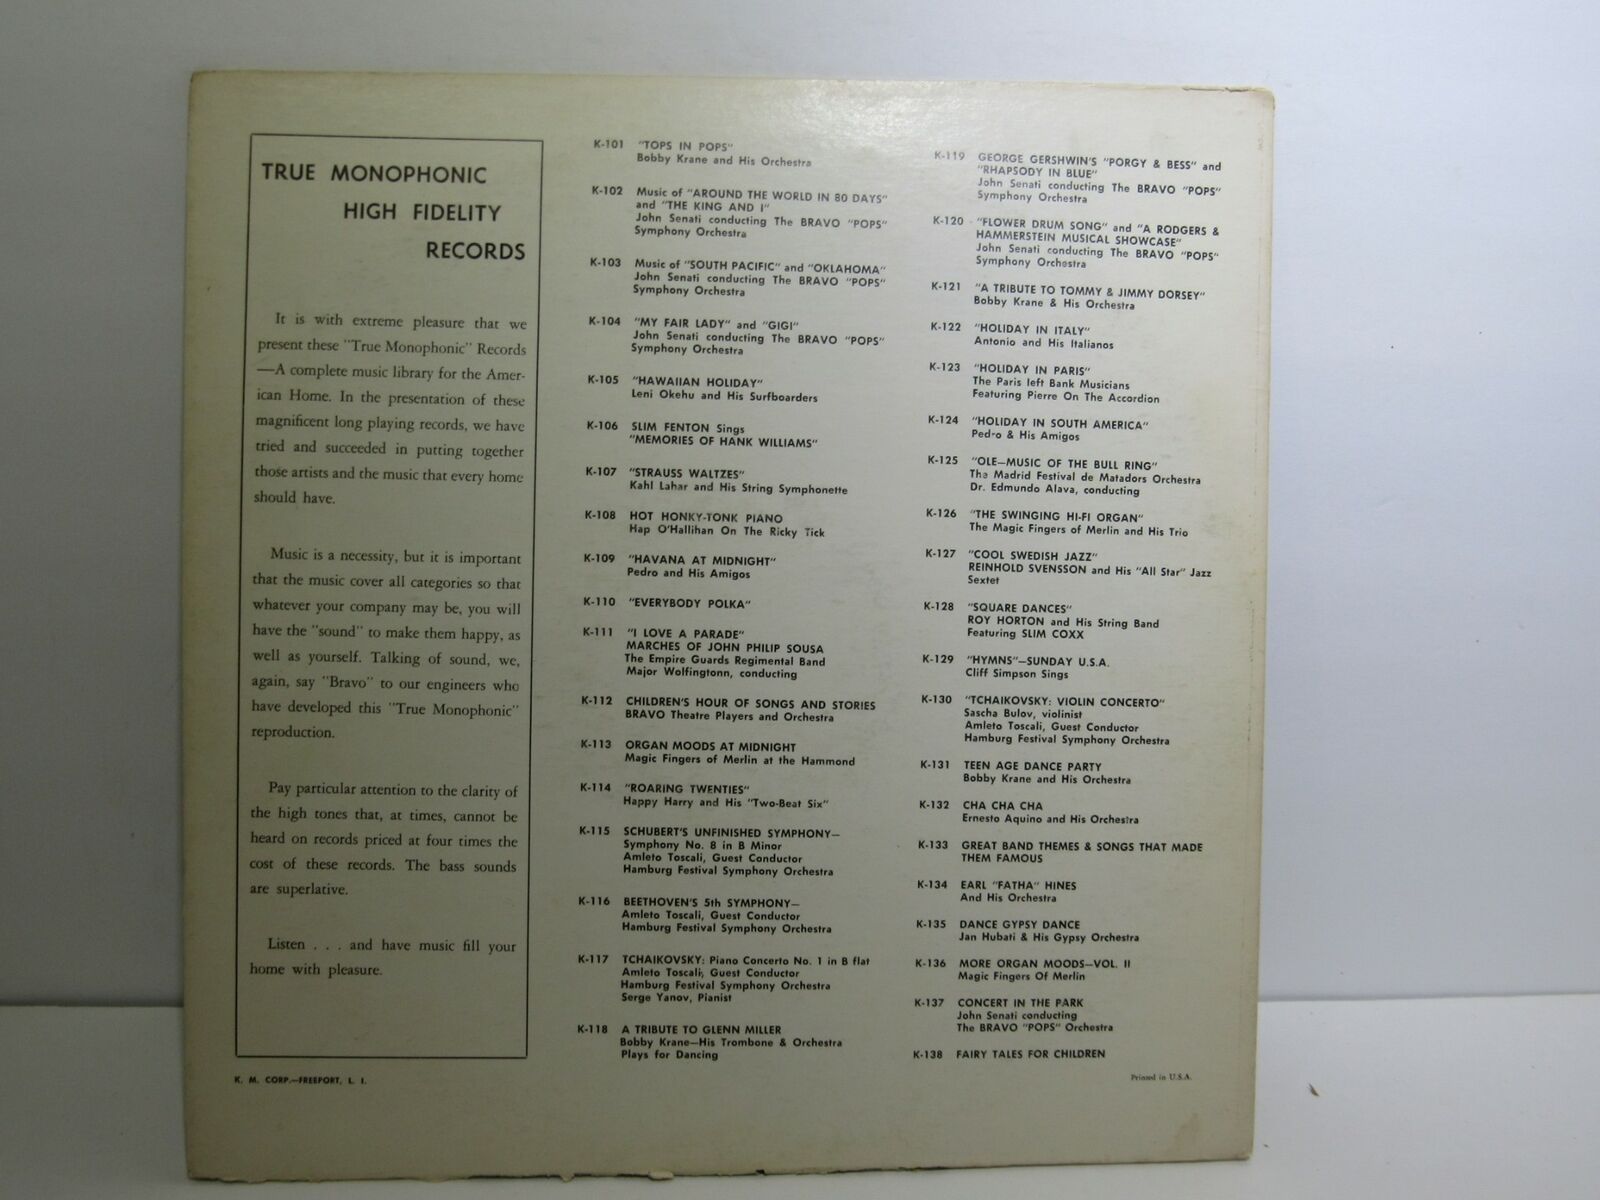 TRUE MONOPHONIC
HIGH FIDELITY
RECORDS
It is with extreme pleasure that we
present these "True Monophonic" Records
—A complete music library for the Amer-
ican Home. In the presentation of these
magnificent long playing records, we have
tried and succeeded in putting together
those artists and the music that every home
should have.
Music is a necessity, but it is important
that the music cover all categories so that
whatever your company may be, you will
have the "sound" to make them happy, as
well as yourself. Talking of sound, we,
again, say "Bravo" to our engineers who
have developed this "True Monophonic"
reproduction.
Pay particular attention to the clarity of
the high tones that, at times, cannot be
heard on records priced at four times the
cost of these records. The bass sounds
are superlative.
Listen . . . and have music fill your
home with pleasure.
K. M. CORP.—FREEPORT, L. I.
K-101 "TOPS IN POPS"
Bobby Krane and His Orchestra
K-102 Music of "AROUND THE WORLD IN 80 DAYS"
and "THE KING AND I"
John Senati conducting The BRAVO "POPS"
Symphony Orchestra
K-103 Music of "SOUTH PACIFIC" and "OKLAHOMA"
John Senati conducting The BRAVO "POPS"
Symphony Orchestra
K-104 "MY FAIR LADY" and "GIGI"
John Senati conducting The BRAVO "POPS"
Symphony Orchestra
K-105 "HAWAIIAN HOLIDAY"
Leni Okehu and His Surfboarders
K-106 SLIM FENTON Sings
"MEMORIES OF HANK WILLIAMS"
K-107 "STRAUSS WALTZES"
Kahl Lahar and His String Symphonette
K-108 HOT HONKY-TONK PIANO
Hap O'Hallihan On The Ricky Tick
K-109 "HAVANA AT MIDNIGHT"
Pedro and His Amigos
K-110 "EVERYBODY POLKA"
K-111 "I LOVE A PARADE"
MARCHES OF JOHN PHILIP SOUSA
The Empire Guards Regimental Band
Major Wolfingtonn, conducting
K-112 CHILDREN'S HOUR OF SONGS AND STORIES
BRAVO Theatre Players and Orchestra
K-113 ORGAN MOODS AT MIDNIGHT
Magic Fingers of Merlin at the Hammond
K-114 "ROARING TWENTIES"
Happy Harry and His "Two-Beat Six"
K-115 SCHUBERT'S UNFINISHED SYMPHONY—
Symphony No. 8 in B Minor
Amleto Toscali, Guest Conductor
Hamburg Festival Symphony Orchestra
K-116 BEETHOVEN'S 5th SYMPHONY—
Amleto Toscali, Guest Conductor
Hamburg Festival Symphony Orchestra
K-117 TCHAIKOVSKY: Piano Concerto No. 1 in B flat
Amleto Toscali, Guest Conductor
Hamburg Festival Symphony Orchestra
Serge Yanov, Pianist
K-118 A TRIBUTE TO GLENN MILLER
Bobby Krane—His Trombone & Orchestra
Plays for Dancing
K-119 GEORGE GERSHWIN'S "PORGY & BESS" and
"RHAPSODY IN BLUE"
John Senati conducting The BRAVO "POPS"
Symphony Orchestra
K-120 "FLOWER DRUM SONG" and "A RODGERS &
HAMMERSTEIN MUSICAL SHOWCASE"
John Senati conducting The BRAVO "POPS"
Symphony Orchestra
K-121 "A TRIBUTE TO TOMMY & JIMMY DORSEY"
Bobby Krane & His Orchestra
K-122 "HOLIDAY IN ITALY"
Antonio and His Italianos
K-123 "HOLIDAY IN PARIS"
The Paris left Bank Musicians
Featuring Pierre On The Accordion
K-124 "HOLIDAY IN SOUTH AMERICA"
Pedro & His Amigos
K-125 "OLE—MUSIC OF THE BULL RING"
The Madrid Festival de Matadors Orchestra
Dr. Edmundo Alava, conducting
K-126 "THE SWINGING HI-FI ORGAN"
The Magic Fingers of Merlin and His Trio
K-127 "COOL SWEDISH JAZZ"
REINHOLD SVENSSON and His "All Star" Jazz
Sextet
K-128 "SQUARE DANCES"
ROY HORTON and His String Band
Featuring SLIM COXX
K-129 "HYMNS"—SUNDAY U.S.A.
Cliff Simpson Sings
K-130 "TCHAIKOVSKY: VIOLIN CONCERTO"
Sascha Bulov, violinist
Amleto Toscali, Guest Conductor
Hamburg Festival Symphony Orchestra
K-131 TEEN AGE DANCE PARTY
Bobby Krane and His Orchestra
K-132 CHA CHA CHA
Ernesto Aquino and His Orchestra
K-133 GREAT BAND THEMES & SONGS THAT MADE
THEM FAMOUS
K-134 EARL "FATHA" HINES
And His Orchestra
K-135 DANCE GYPSY DANCE
Jan Hubati & His Gypsy Orchestra
K-136 MORE ORGAN MOODS—VOL. II
Magic Fingers Of Merlin
K-137 CONCERT IN THE PARK
John Senati conducting
The BRAVO "POPS" Orchestra
K-138 FAIRY TALES FOR CHILDREN
Printed in U.S.A.